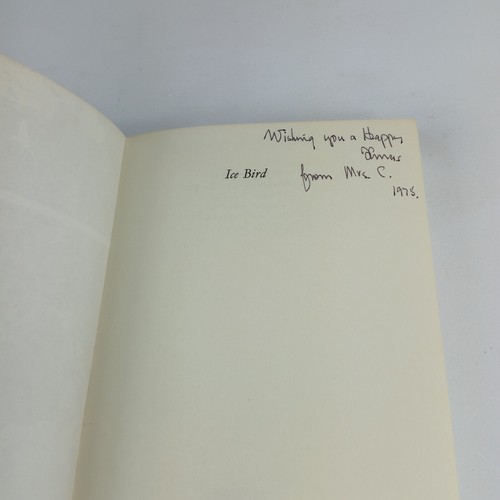 Wishing you a Happy
Xmas
Ice Bird
from Mrs C.
1975.